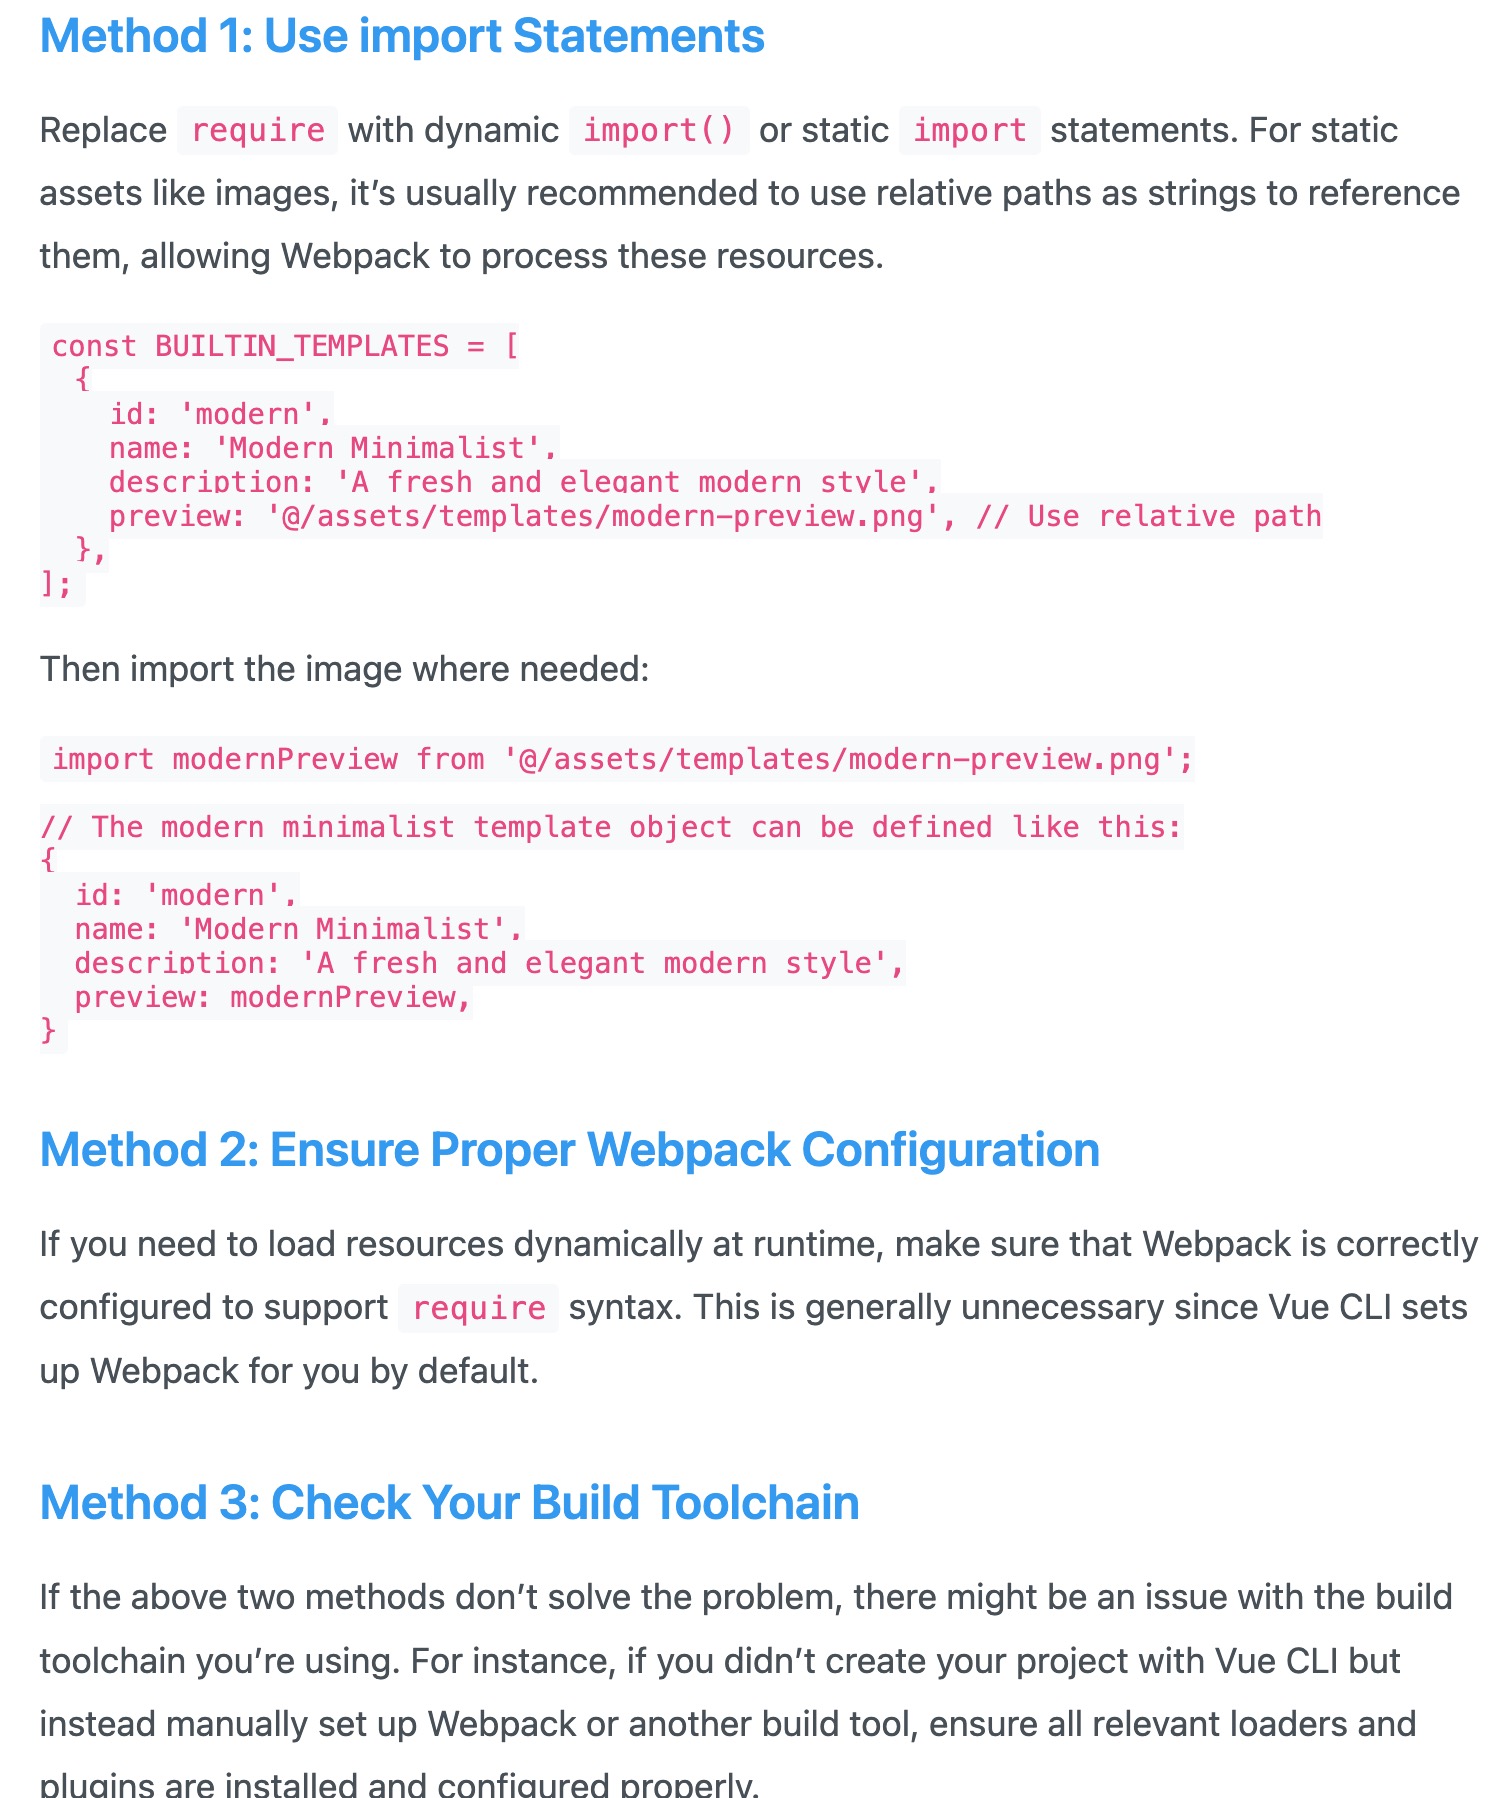 Method 1: Use import Statements
Replace require with dynamic import() or static import statements. For static
assets like images, it’s usually recommended to use relative paths as strings to reference
them, allowing Webpack to process these resources.
const BUILTIN_TEMPLATES = [
  {
    id: 'modern',
    name: 'Modern Minimalist',
    description: 'A fresh and elegant modern style',
    preview: '@/assets/templates/modern-preview.png', // Use relative path
  },
];
Then import the image where needed:
import modernPreview from '@/assets/templates/modern-preview.png';
// The modern minimalist template object can be defined like this:
{
  id: 'modern',
  name: 'Modern Minimalist',
  description: 'A fresh and elegant modern style',
  preview: modernPreview,
}
Method 2: Ensure Proper Webpack Configuration
If you need to load resources dynamically at runtime, make sure that Webpack is correctly
configured to support require syntax. This is generally unnecessary since Vue CLI sets
up Webpack for you by default.
Method 3: Check Your Build Toolchain
If the above two methods don’t solve the problem, there might be an issue with the build
toolchain you’re using. For instance, if you didn’t create your project with Vue CLI but
instead manually set up Webpack or another build tool, ensure all relevant loaders and
plugins are installed and configured properly.